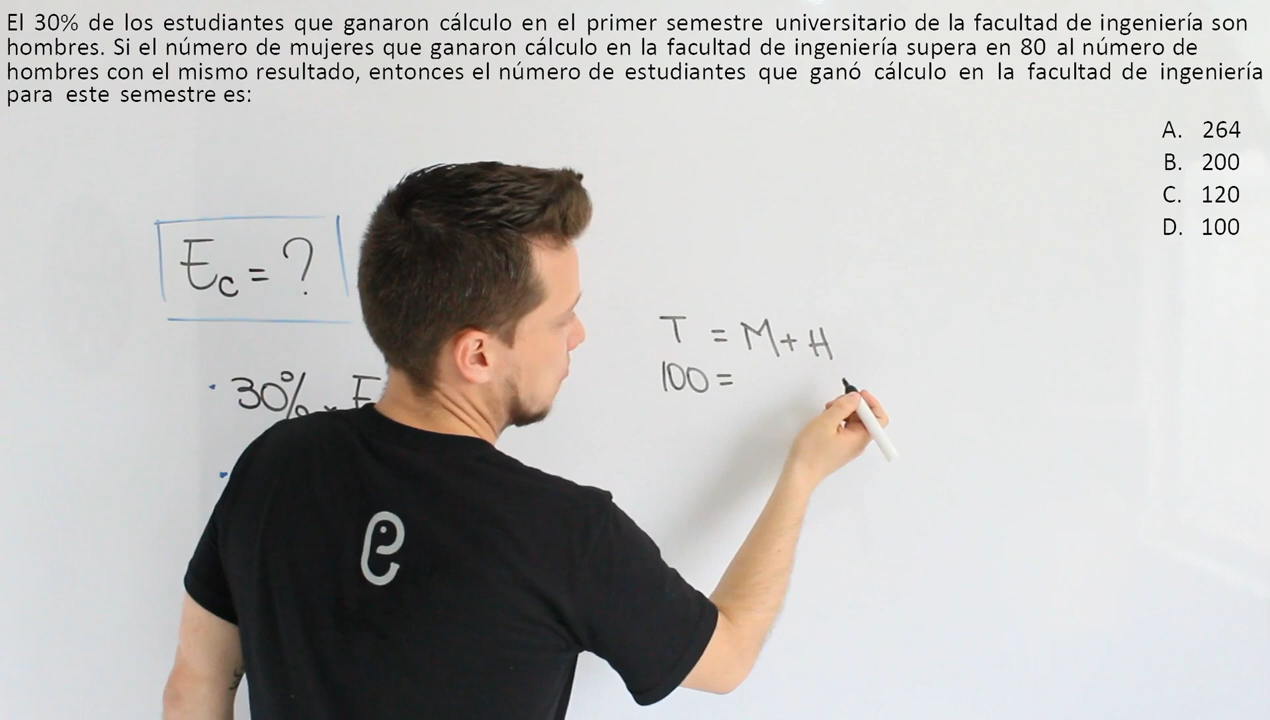 El 30% de los estudiantes que ganaron cálculo en el primer semestre universitario de la facultad de ingeniería son
hombres. Si el número de mujeres que ganaron cálculo en la facultad de ingeniería supera en 80 al número de
hombres con el mismo resultado, entonces el número de estudiantes que ganó cálculo en la facultad de ingeniería
para este semestre es:
A. 264
B. 200
C. 120
D. 100
Ec = ?
T = M + H
100 =
30%